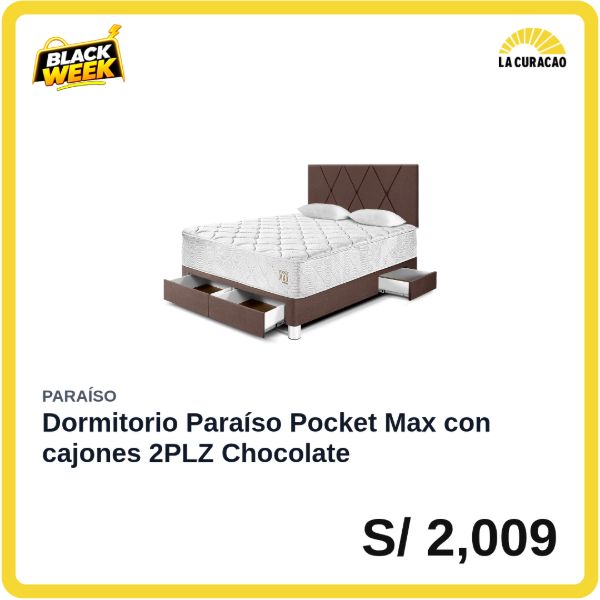 BLACK
WEEK
LA CURACAO
PARAÍSO
Dormitorio Paraíso Pocket Max con
cajones 2PLZ Chocolate
S/ 2,009